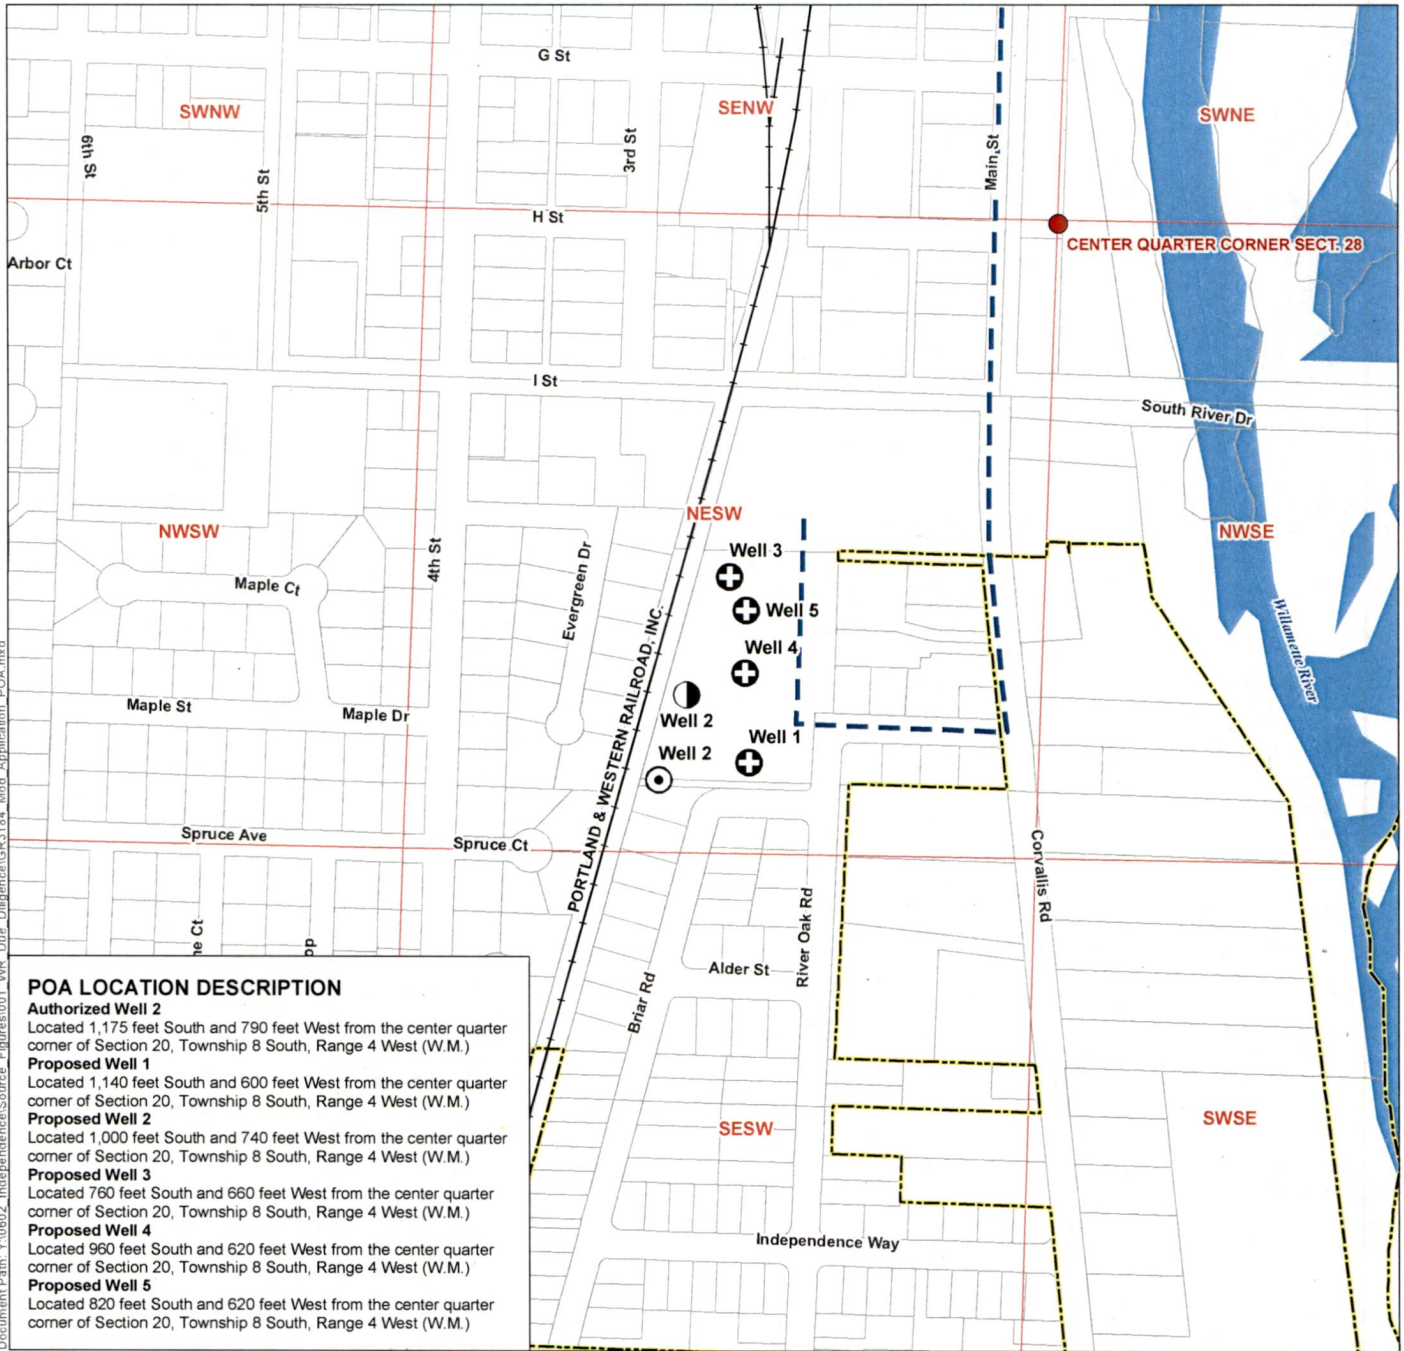 G St
SWNW
SENW
SWNE
6th St
5th St
3rd St
Main St
H St
CENTER QUARTER CORNER SECT. 28
Arbor Ct
I St
South River Dr
NWSW
NESW
NWSE
4th St
Evergreen Dr
Well 3
Maple Ct
Well 5
Willamette River
Well 4
Maple St
Maple Dr
Well 2
PORTLAND & WESTERN RAILROAD, INC.
Well 1
Well 2
Spruce Ave
Spruce Ct
Corvallis Rd
River Oak Rd
ne Ct
op
Alder St
Briar Rd
POA LOCATION DESCRIPTION
Authorized Well 2
Located 1,175 feet South and 790 feet West from the center quarter
corner of Section 20, Township 8 South, Range 4 West (W.M.)
Proposed Well 1
Located 1,140 feet South and 600 feet West from the center quarter
corner of Section 20, Township 8 South, Range 4 West (W.M.)
Proposed Well 2
Located 1,000 feet South and 740 feet West from the center quarter
corner of Section 20, Township 8 South, Range 4 West (W.M.)
Proposed Well 3
Located 760 feet South and 660 feet West from the center quarter
corner of Section 20, Township 8 South, Range 4 West (W.M.)
Proposed Well 4
Located 960 feet South and 620 feet West from the center quarter
corner of Section 20, Township 8 South, Range 4 West (W.M.)
Proposed Well 5
Located 820 feet South and 620 feet West from the center quarter
corner of Section 20, Township 8 South, Range 4 West (W.M.)
SESW
SWSE
Independence Way
Document Path: